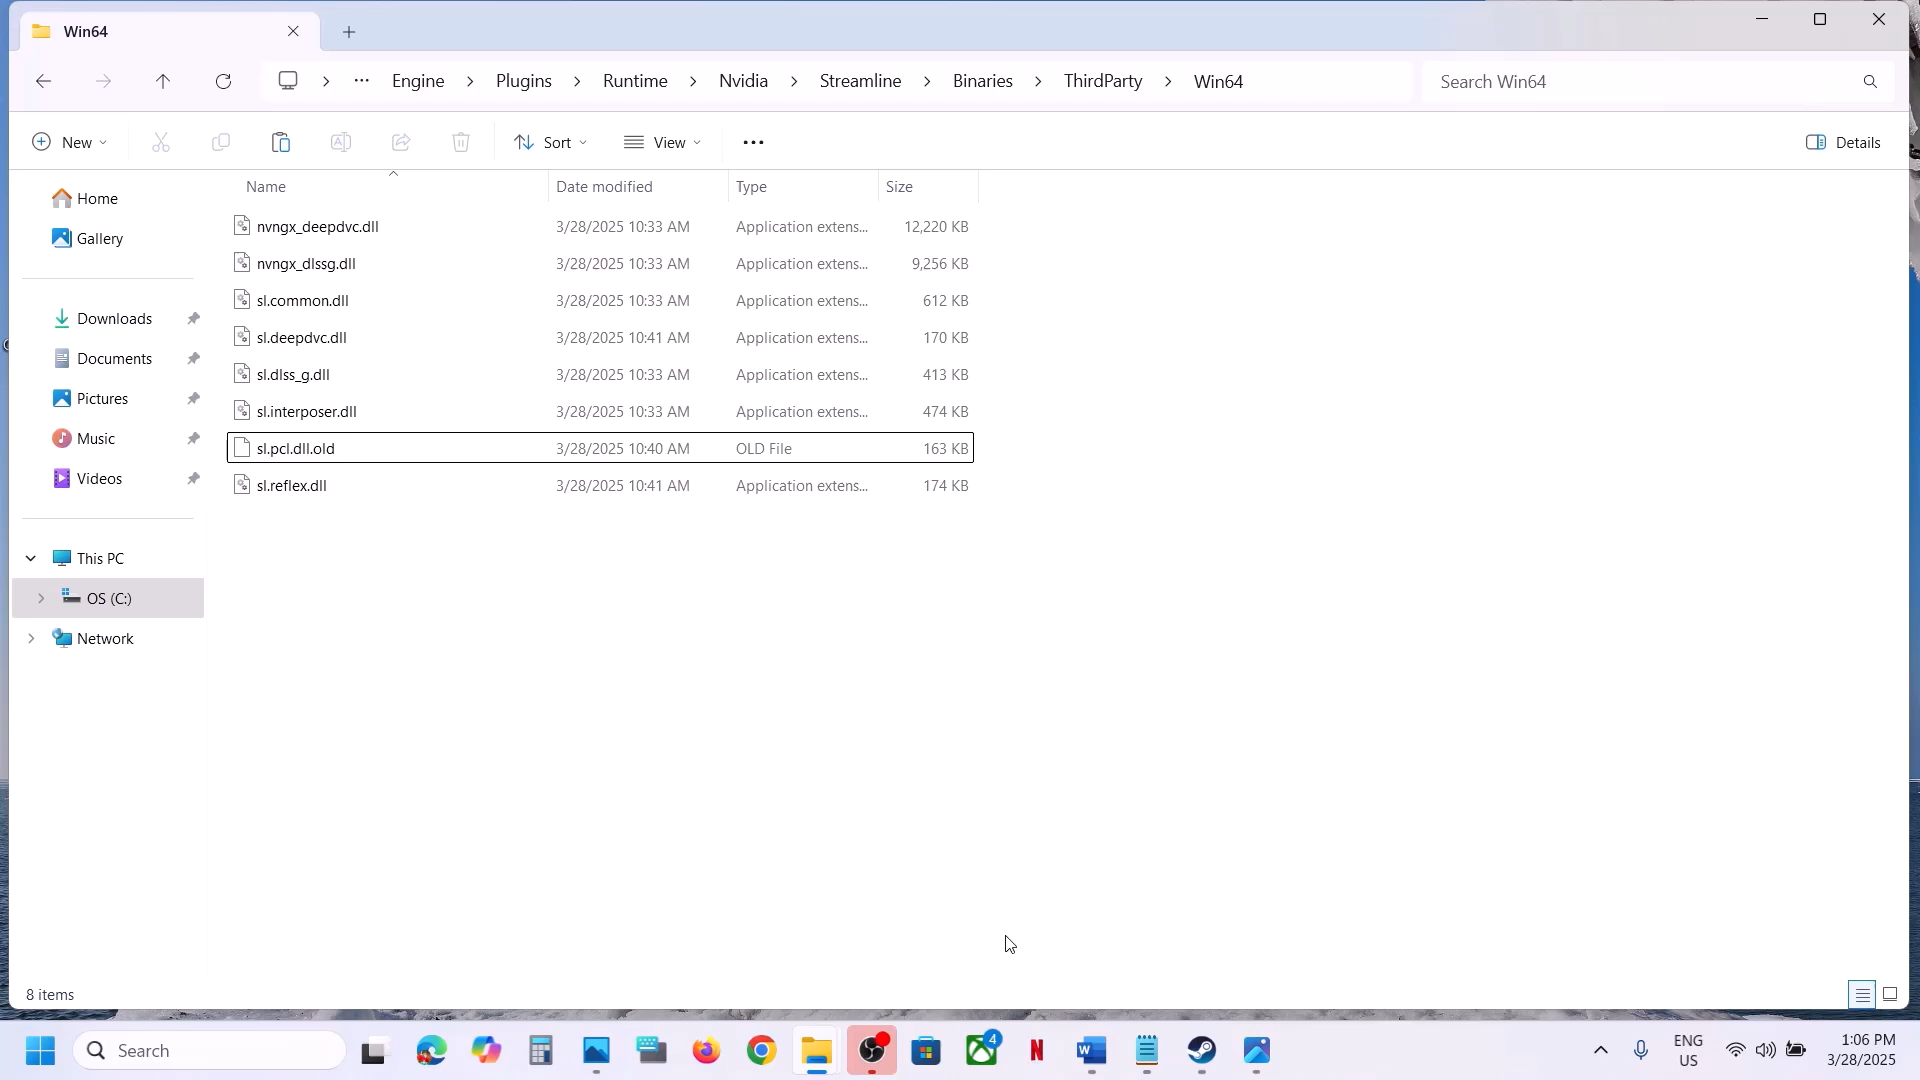 Win64
Engine
Plugins
Runtime
Nvidia
Streamline
Binaries
ThirdParty
Win64
Search Win64
New
Sort
View
Details
Name
Date modified
Type
Size
nvngx_deepdvc.dll 3/28/2025 10:33 AM Application extens... 12,220 KB
nvngx_dlssg.dll 3/28/2025 10:33 AM Application extens... 9,256 KB
sl.common.dll 3/28/2025 10:33 AM Application extens... 612 KB
sl.deepdvc.dll 3/28/2025 10:41 AM Application extens... 170 KB
sl.dlss_g.dll 3/28/2025 10:33 AM Application extens... 413 KB
sl.interposer.dll 3/28/2025 10:33 AM Application extens... 474 KB
sl.pcl.dll.old 3/28/2025 10:40 AM OLD File 163 KB
sl.reflex.dll 3/28/2025 10:41 AM Application extens... 174 KB
Home
Gallery
Downloads
Documents
Pictures
Music
Videos
This PC
OS (C:)
Network
8 items
Search
4
N
W
ENG
US
1:06 PM
3/28/2025